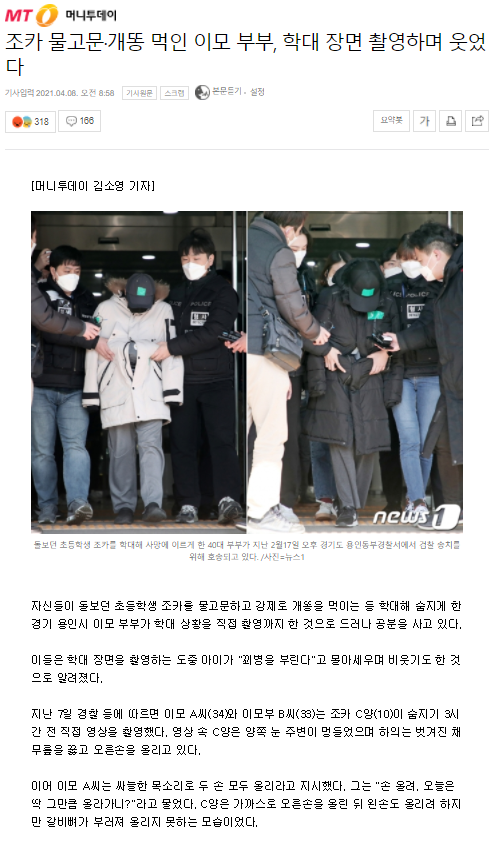 MT 머니투데이
조카 물고문·개똥 먹인 이모 부부, 학대 장면 촬영하며 웃었
다
기사입력 2021.04.08. 오전 8:58 기사원문 스크랩 본문듣기 · 설정
318 166 요약봇 가
[머니투데이 김소영 기자]
POLICE
news1
돌보던 초등학생 조카를 학대해 사망에 이르게 한 40대 부부가 지난 2월17일 오후 경기도 용인동부경찰서에서 검찰 송치를
위해 호송되고 있다. /사진=뉴스1
자신들이 돌보던 초등학생 조카를 물고문하고 강제로 개똥을 먹이는 등 학대해 숨지게 한
경기 용인시 이모 부부가 학대 상황을 직접 촬영까지 한 것으로 드러나 공분을 사고 있다.
이들은 학대 장면을 촬영하는 도중 아이가 "꾀병을 부린다"고 몰아세우며 비웃기도 한 것
으로 알려졌다.
지난 7일 경찰 등에 따르면 이모 A씨(34)와 이모부 B씨(33)는 조카 C양(10)이 숨지기 3시
간 전 직접 영상을 촬영했다. 영상 속 C양은 양쪽 눈 주변이 멍들었으며 하의는 벗겨진 채
무릎을 꿇고 오른손을 올리고 있다.
이어 이모 A씨는 싸늘한 목소리로 두 손 모두 올리라고 지시했다. 그는 "손 올려. 오늘은
딱 그만큼 올라가니?"라고 물었다. C양은 가까스로 오른손을 올린 뒤 왼손도 올리려 하지
만 갈비뼈가 부러져 올리지 못하는 모습이었다.